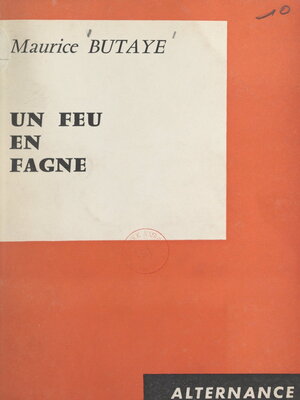 10
Maurice BUTAYE
UN FEU
EN
FAGNE
ALTERNANCE